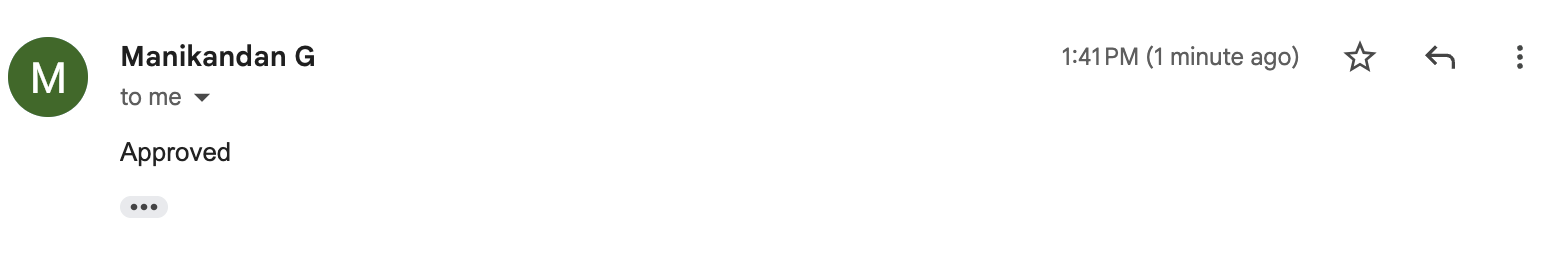 M
Manikandan G
1:41 PM (1 minute ago)
to me
Approved